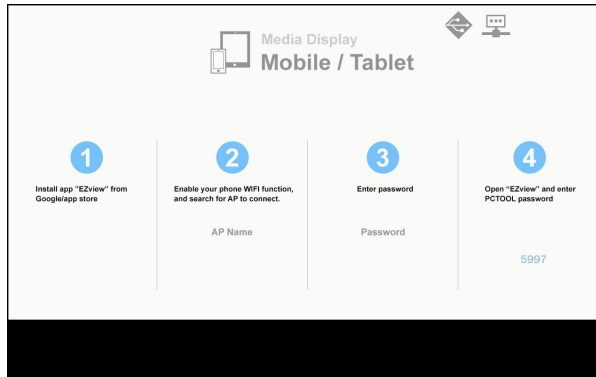 Media Display
Mobile / Tablet
1
Install app "EZview" from
Google/app store
2
Enable your phone WIFI function,
and search for AP to connect.
AP Name
3
Enter password
Password
4
Open “EZview” and enter
PCTOOL password
5997